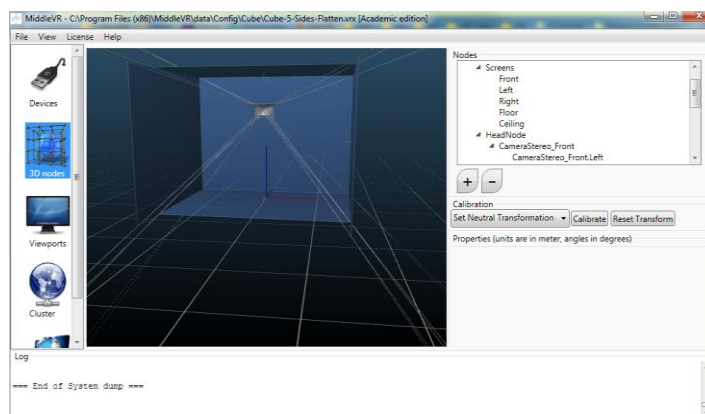 MiddleVR - C:\Program Files (x86)\MiddleVR\data\Config\Cube\Cube-5-Sides-Flatten.vrx [Academic edition]
File View License Help
Devices
3D nodes
Viewports
Cluster
Nodes
Screens
Front
Left
Right
Floor
Ceiling
HeadNode
CameraStereo_Front
CameraStereo_Front.Left
+ -
Calibration
Set Neutral Transformation Calibrate Reset Transform
Properties (units are in meter, angles in degrees)
Log
=== End of System dump ===